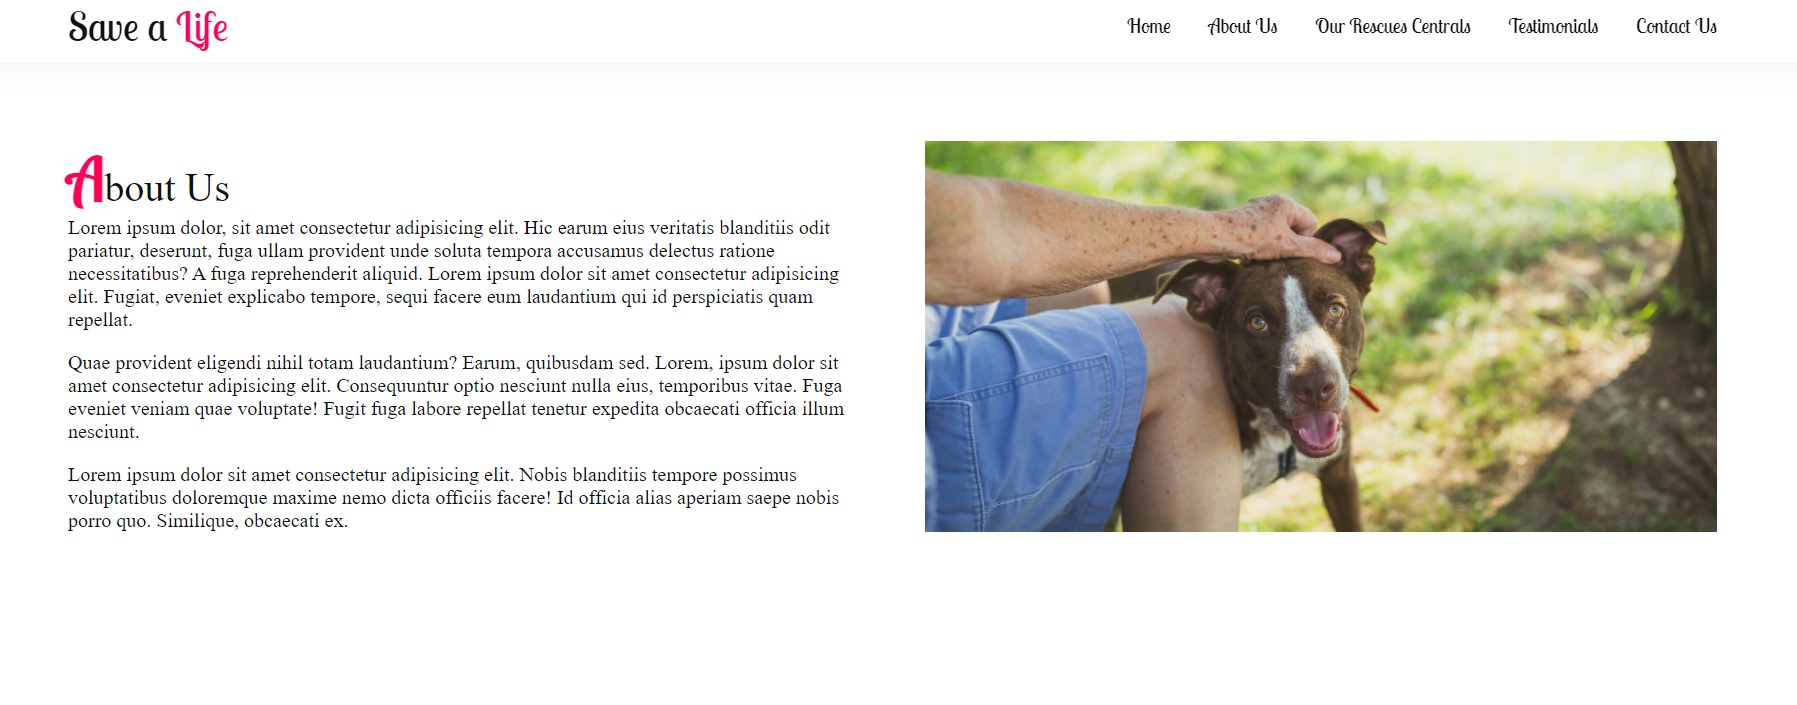 Save a Life
Home About Us Our Rescues Centrals Testimonials Contact Us
About Us
Lorem ipsum dolor, sit amet consectetur adipisicing elit. Hic earum eius veritatis blanditiis odit
pariatur, deserunt, fuga ullam provident unde soluta tempora accusamus delectus ratione
necessitatibus? A fuga reprehenderit aliquid. Lorem ipsum dolor sit amet consectetur adipisicing
elit. Fugiat, eveniet explicabo tempore, sequi facere eum laudantium qui id perspiciatis quam
repellat.
Quae provident eligendi nihil totam laudantium? Earum, quibusdam sed. Lorem, ipsum dolor sit
amet consectetur adipisicing elit. Consequuntur optio nesciunt nulla eius, temporibus vitae. Fuga
eveniet veniam quae voluptate! Fugit fuga labore repellat tenetur expedita obcaecati officia illum
nesciunt.
Lorem ipsum dolor sit amet consectetur adipisicing elit. Nobis blanditiis tempore possimus
voluptatibus doloremque maxime nemo dicta officiis facere! Id officia alias aperiam saepe nobis
porro quo. Similique, obcaecati ex.